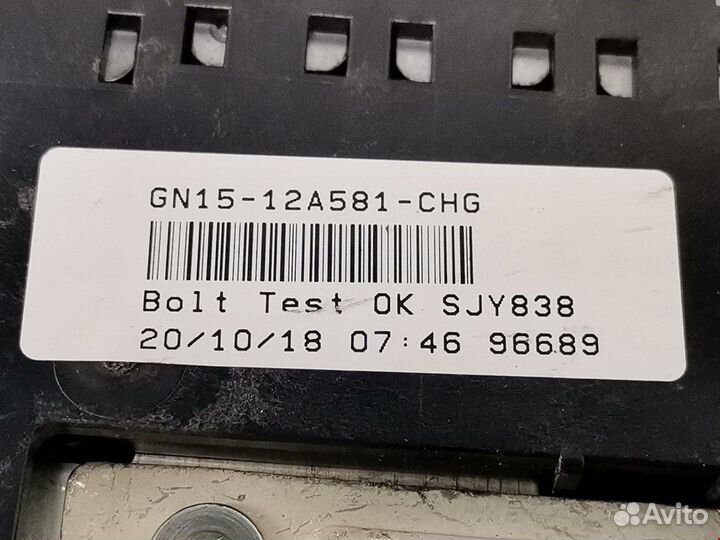 GN15-12A581-CHG
Bolt Test OK SJY838
20/10/18 07:46 96689
Avito